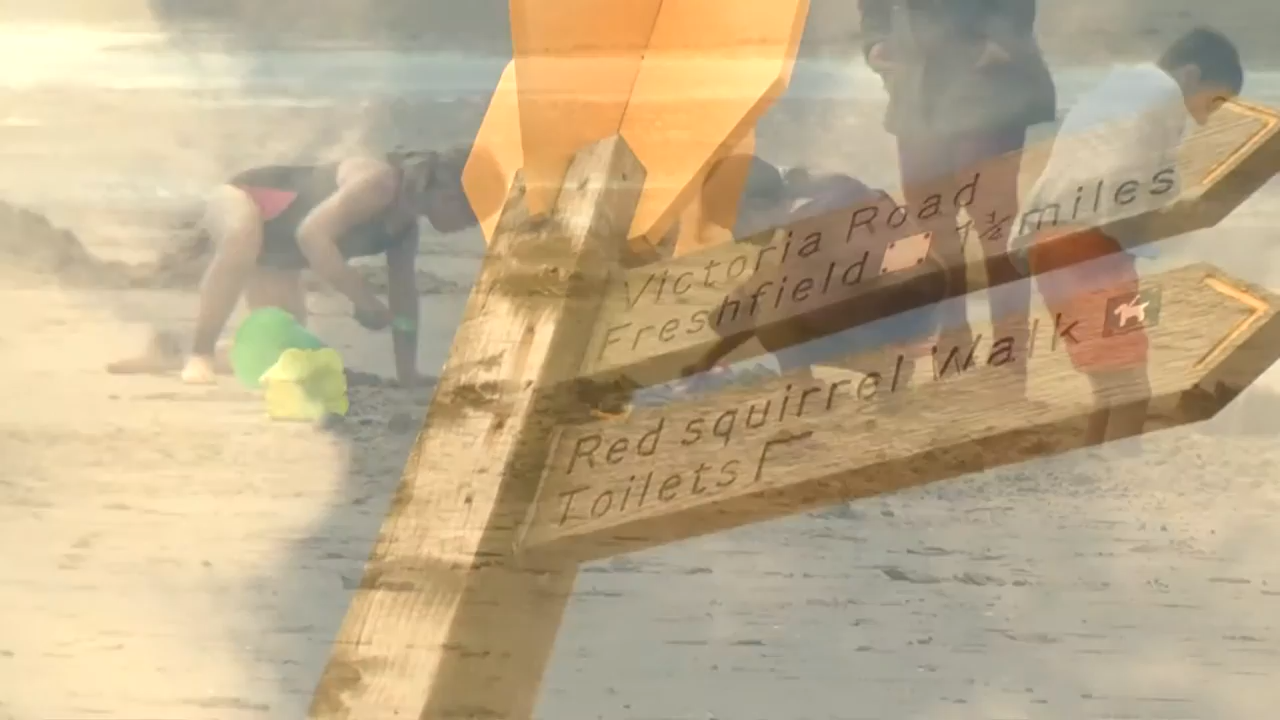 Victoria Road
Freshfield 1½ miles
Red squirrel Walk
Toilets